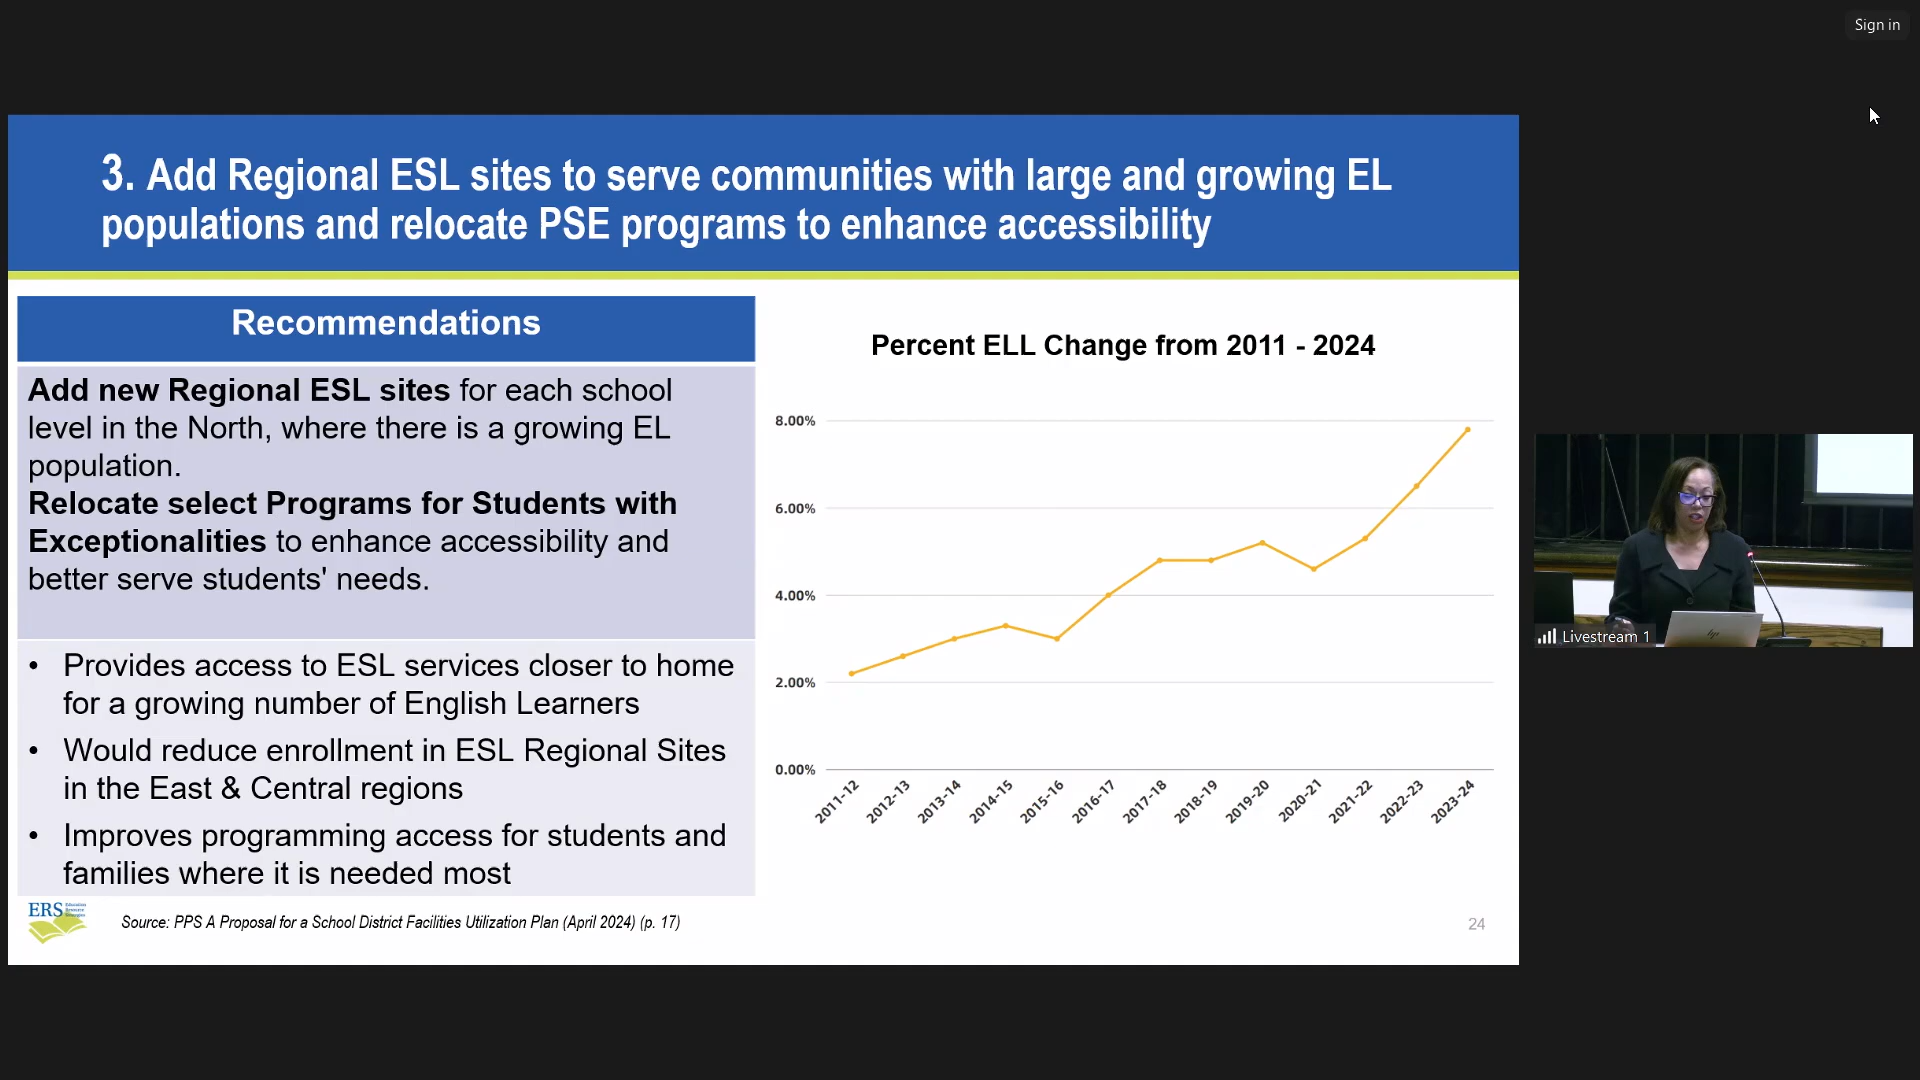 Sign in
3. Add Regional ESL sites to serve communities with large and growing EL
populations and relocate PSE programs to enhance accessibility
Recommendations
Add new Regional ESL sites for each school
level in the North, where there is a growing EL
population.
Relocate select Programs for Students with
Exceptionalities to enhance accessibility and
better serve students' needs.
• Provides access to ESL services closer to home
for a growing number of English Learners
• Would reduce enrollment in ESL Regional Sites
in the East & Central regions
• Improves programming access for students and
families where it is needed most
Percent ELL Change from 2011 - 2024
8.00%
6.00%
4.00%
2.00%
0.00%
2011-12
2012-13
2013-14
2014-15
2015-16
2016-17
2017-18
2018-19
2019-20
2020-21
2021-22
2022-23
2023-24
ERS
Education
Resource
Strategies
Source: PPS A Proposal for a School District Facilities Utilization Plan (April 2024) (p. 17)
24
Livestream 1
hp